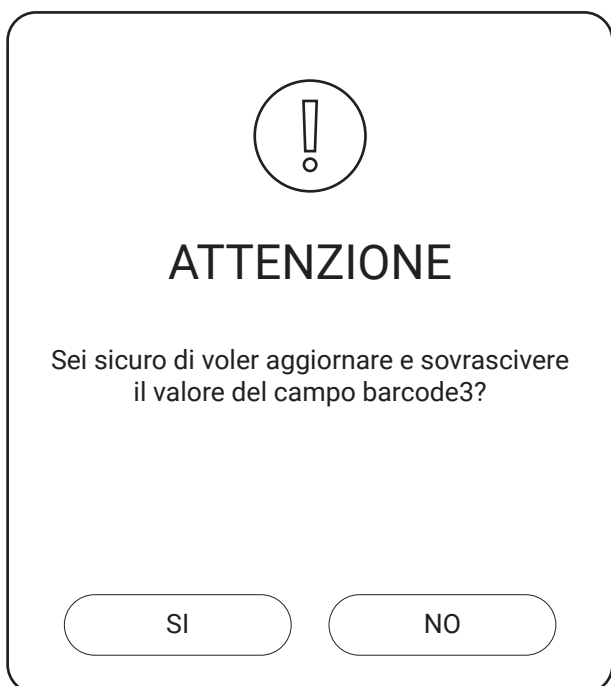 ATTENZIONE
Sei sicuro di voler aggiornare e sovrascivere
il valore del campo barcode3?
SI
NO